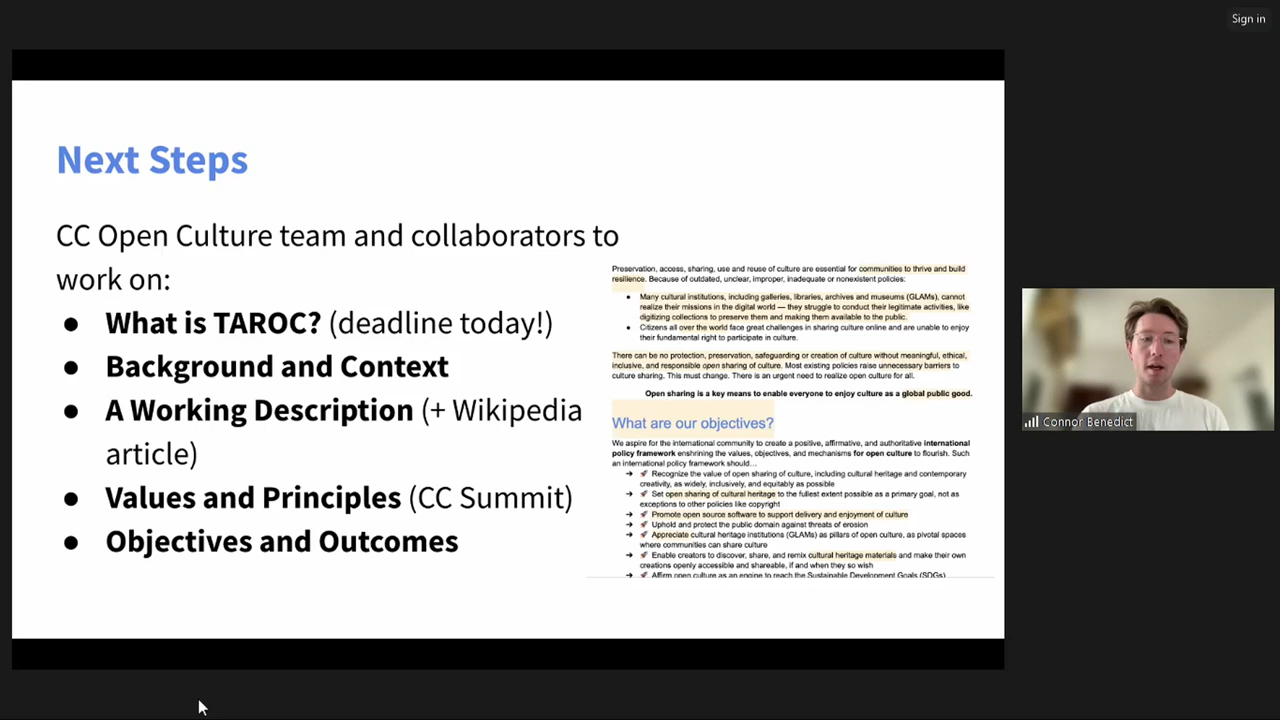 Sign in
Next Steps
CC Open Culture team and collaborators to
work on:
● What is TAROC? (deadline today!)
● Background and Context
● A Working Description (+ Wikipedia
article)
● Values and Principles (CC Summit)
● Objectives and Outcomes
Preservation, access, sharing, use and reuse of culture are essential for communities to thrive and build
resilience. Because of outdated, unclear, improper, inadequate or nonexistent policies:
● Many cultural institutions, including galleries, libraries, archives and museums (GLAMs), cannot
realize their missions in the digital world — they struggle to conduct their legitimate activities, like
digitizing collections to preserve them and making them available to the public.
● Citizens all over the world face great challenges in sharing culture online and are unable to enjoy
their fundamental right to participate in culture.
There can be no protection, preservation, safeguarding or creation of culture without meaningful, ethical,
inclusive, and responsible open sharing of culture. Most existing policies raise unnecessary barriers to
culture sharing. This must change. There is an urgent need to realize open culture for all.
Open sharing is a key means to enable everyone to enjoy culture as a global public good.
What are our objectives?
We aspire for the international community to create a positive, affirmative, and authoritative international
policy framework enshrining the values, objectives, and mechanisms for open culture to flourish. Such
an international policy framework should…
➔ 🚀 Recognize the value of open sharing of culture, including cultural heritage and contemporary
creativity, as widely, inclusively, and equitably as possible
➔ 🚀 Set open sharing of cultural heritage to the fullest extent possible as a primary goal, not as
exceptions to other policies like copyright
➔ 🚀 Promote open source software to support delivery and enjoyment of culture
➔ 🚀 Uphold and protect the public domain against threats of erosion
➔ 🚀 Appreciate cultural heritage institutions (GLAMs) as pillars of open culture, as pivotal spaces
where communities can share culture
➔ 🚀 Enable creators to discover, share, and remix cultural heritage materials and make their own
creations openly accessible and shareable, if and when they so wish
➔ 🚀 Affirm open culture as an engine to reach the Sustainable Development Goals (SDGs)
Connor Benedict